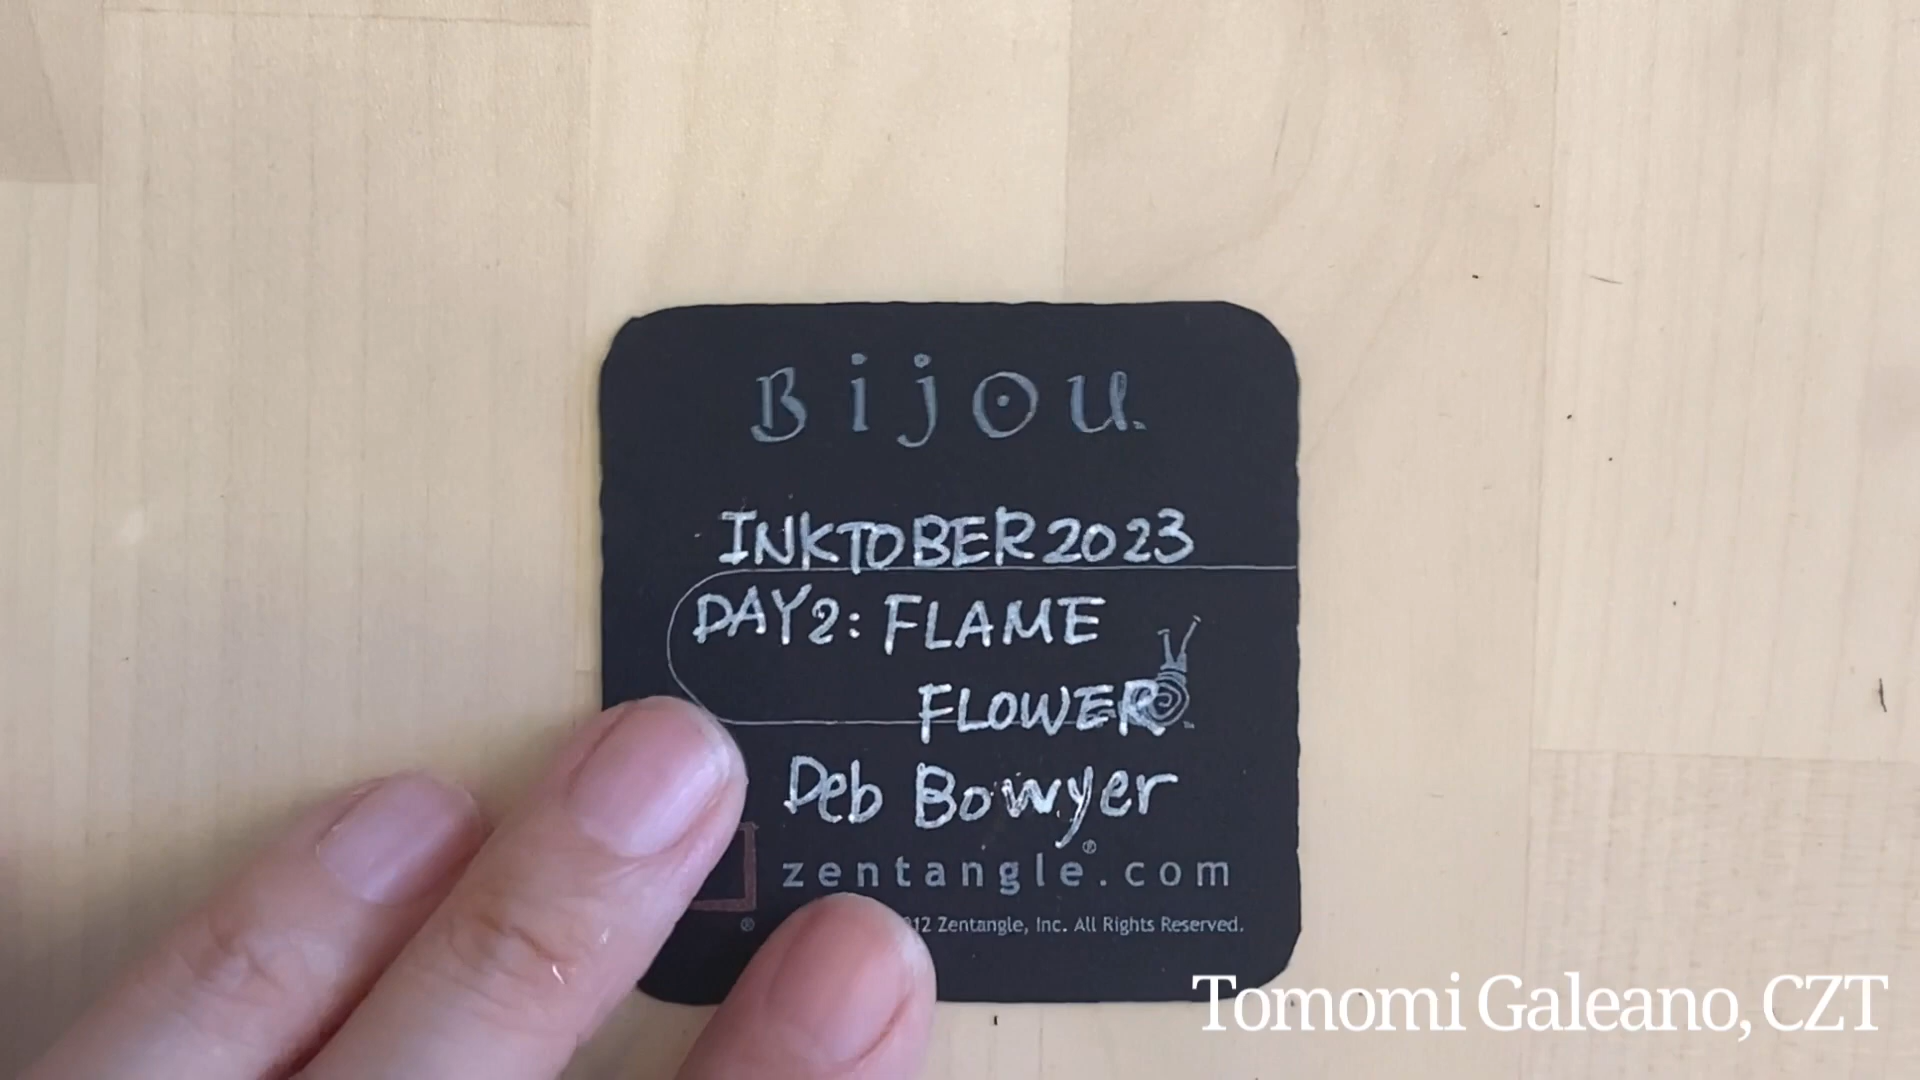 Bijou
INKTOBER 2023
DAY2: FLAME
FLOWER
Deb Bowyer
zentangle®.com
® 12 Zentangle, Inc. All Rights Reserved.
Tomomi Galeano, CZT